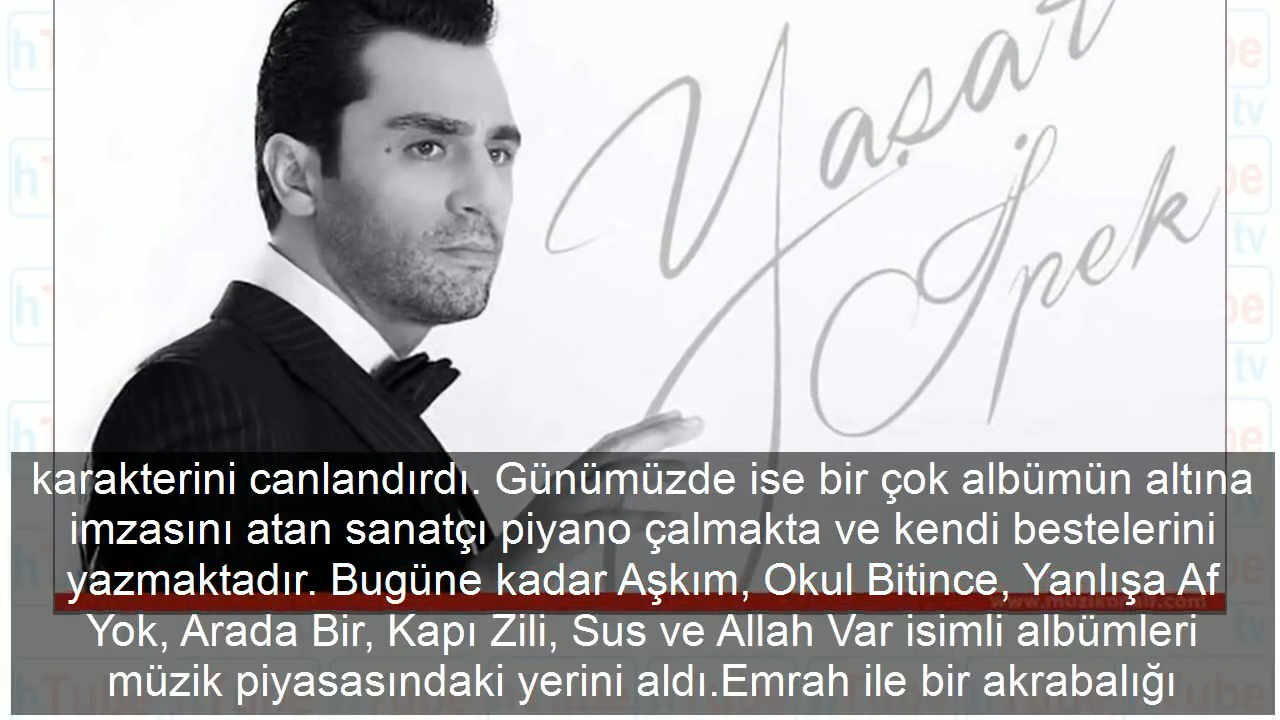 Yaşar
İpek
karakterini canlandırdı. Günümüzde ise bir çok albümün altına
imzasını atan sanatçı piyano çalmakta ve kendi bestelerini
yazmaktadır. Bugüne kadar Aşkım, Okul Bitince, Yanlışa Af
Yok, Arada Bir, Kapı Zili, Sus ve Allah Var isimli albümleri
müzik piyasasındaki yerini aldı.Emrah ile bir akrabalığı